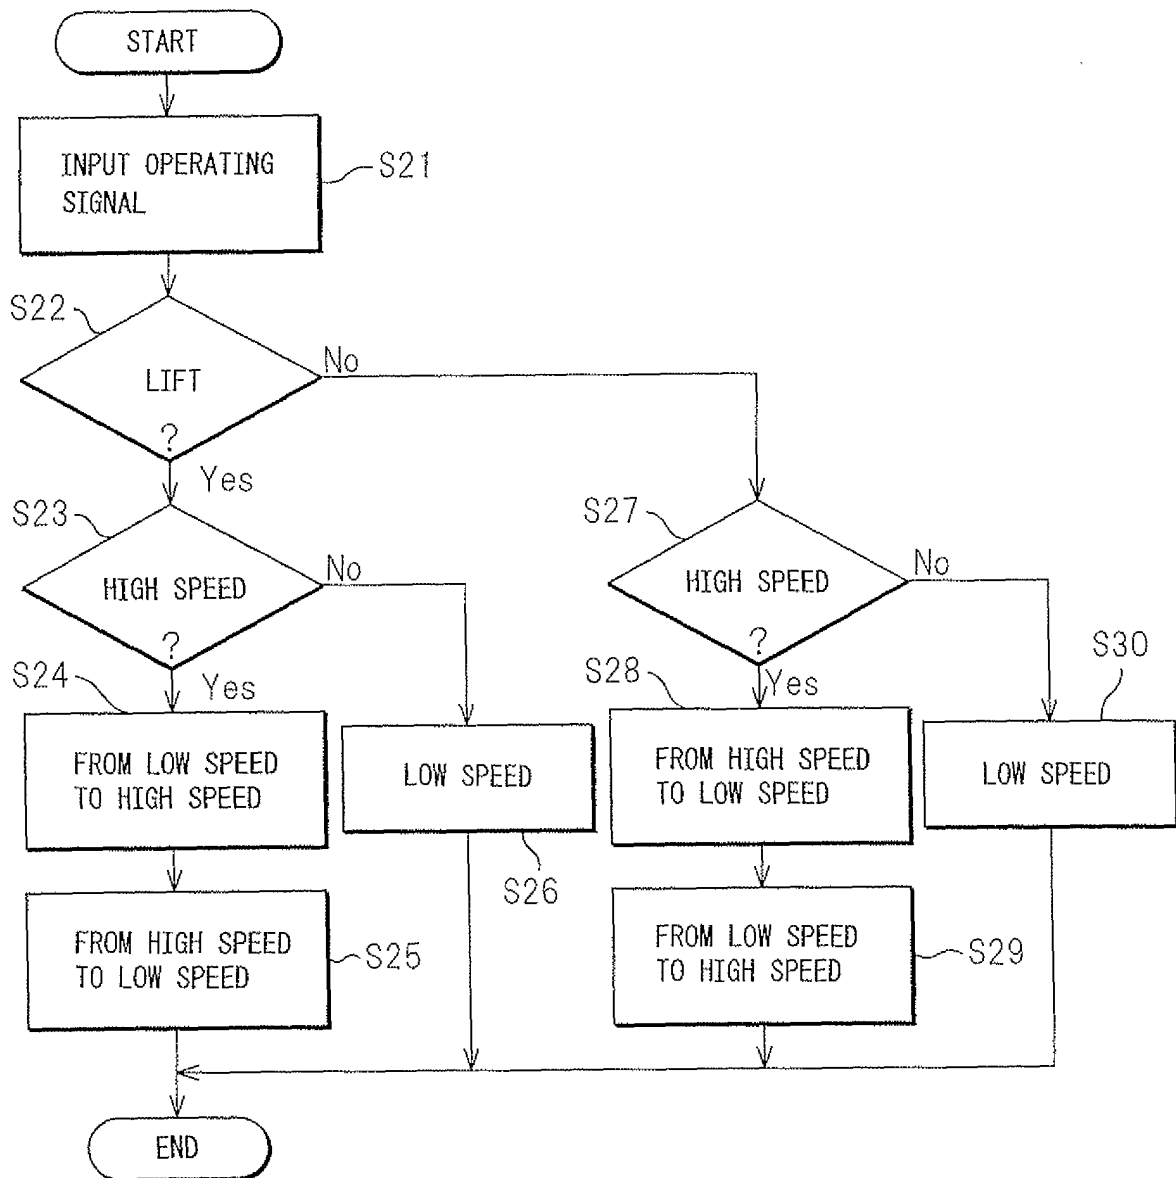 START
INPUT OPERATING
SIGNAL
S21
S22
LIFT
?
No
Yes
S23
HIGH SPEED
?
No
Yes
S27
HIGH SPEED
?
No
Yes
S24
FROM LOW SPEED
TO HIGH SPEED
LOW SPEED
S26
S28
FROM HIGH SPEED
TO LOW SPEED
S30
LOW SPEED
FROM HIGH SPEED
TO LOW SPEED
S25
FROM LOW SPEED
TO HIGH SPEED
S29
END